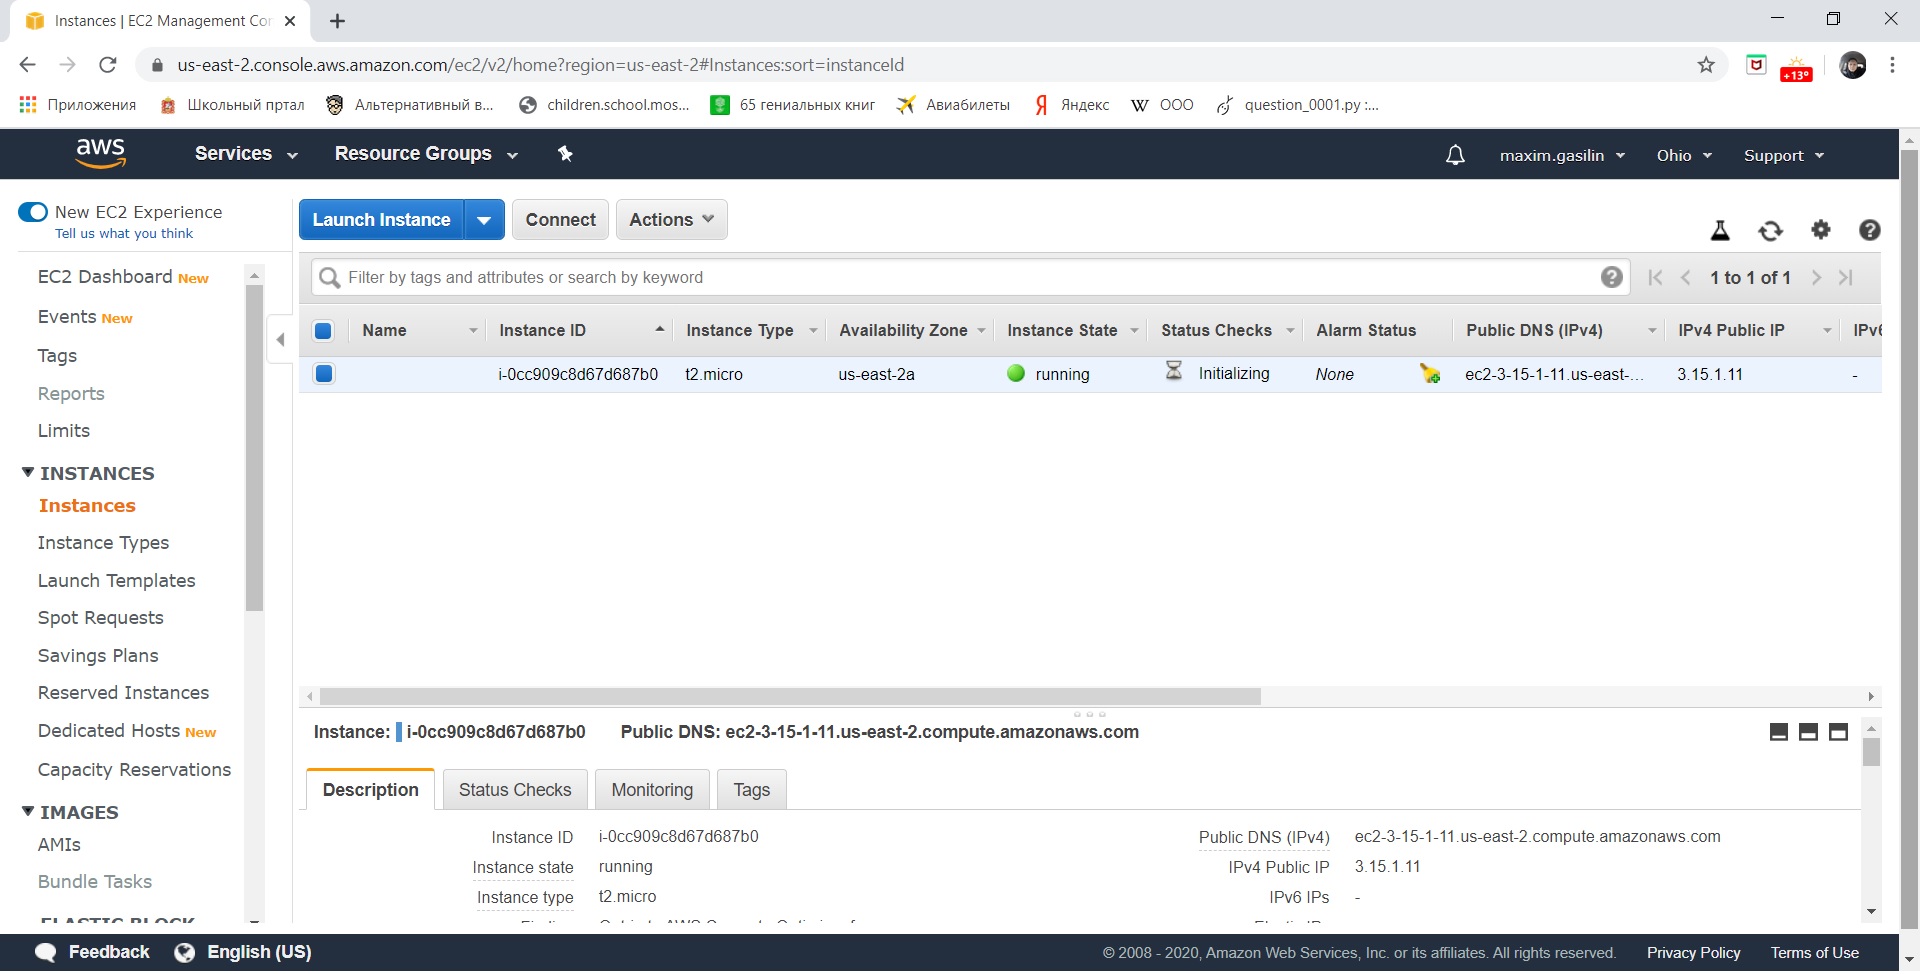 Instances | EC2 Management Con
us-east-2.console.aws.amazon.com/ec2/v2/home?region=us-east-2#Instances:sort=instanceId
+13°
Приложения Школьный пртал Альтернативный в... children.school.mos... 65 гениальных книг Авиабилеты Яндекс W ООО question_0001.py :...
aws Services Resource Groups maxim.gasilin Ohio Support
New EC2 Experience
Tell us what you think
Launch Instance Connect Actions
EC2 Dashboard New
Events New
Tags
Reports
Limits
INSTANCES
Instances
Instance Types
Launch Templates
Spot Requests
Savings Plans
Reserved Instances
Dedicated Hosts New
Capacity Reservations
IMAGES
AMIs
Bundle Tasks
ELASTIC BLOCK
Filter by tags and attributes or search by keyword
1 to 1 of 1
Name Instance ID Instance Type Availability Zone Instance State Status Checks Alarm Status Public DNS (IPv4) IPv4 Public IP IPv6
i-0cc909c8d67d687b0 t2.micro us-east-2a running Initializing None ec2-3-15-1-11.us-east-... 3.15.1.11 -
Instance: i-0cc909c8d67d687b0 Public DNS: ec2-3-15-1-11.us-east-2.compute.amazonaws.com
Description Status Checks Monitoring Tags
Instance ID i-0cc909c8d67d687b0 Public DNS (IPv4) ec2-3-15-1-11.us-east-2.compute.amazonaws.com
Instance state running IPv4 Public IP 3.15.1.11
Instance type t2.micro IPv6 IPs -
Feedback English (US) © 2008 - 2020, Amazon Web Services, Inc. or its affiliates. All rights reserved. Privacy Policy Terms of Use